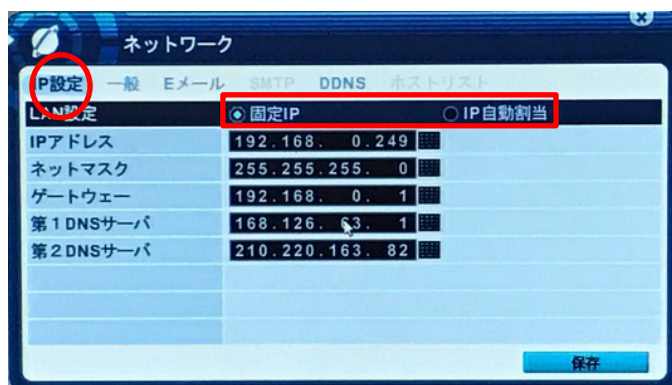 ネットワーク
IP設定 一般 Eメール SMTP DDNS ホストリスト
LAN設定 固定IP IP自動割当
IPアドレス 192.168. 0.249
ネットマスク 255.255.255. 0
ゲートウェー 192.168. 0. 1
第1DNSサーバ 168.126. 63. 1
第2DNSサーバ 210.220.163. 82
保存